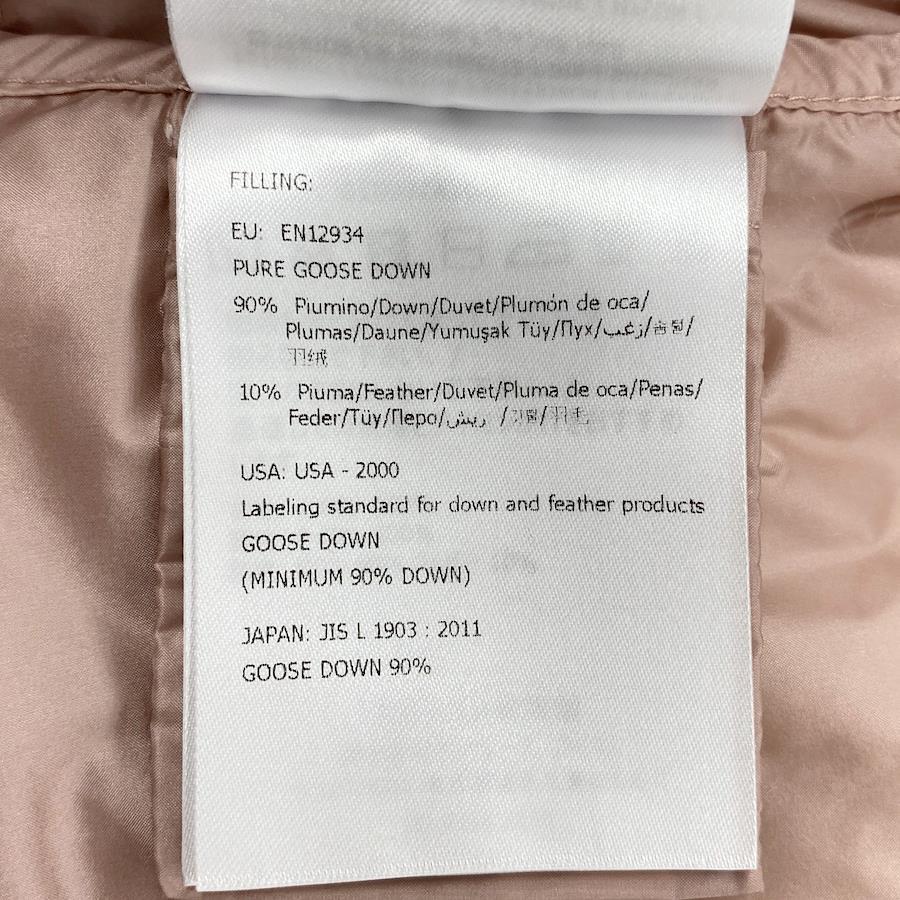 FILLING:
EU: EN12934
PURE GOOSE DOWN
90% Piumino/Down/Duvet/Plumón de oca/
Plumas/Daune/Yumuşak Tüy/Пух/زغب/솜털/
羽绒
10% Piuma/Feather/Duvet/Pluma de oca/Penas/
Feder/Tüy/Перо/ريش /깃털/羽毛
USA: USA - 2000
Labeling standard for down and feather products
GOOSE DOWN
(MINIMUM 90% DOWN)
JAPAN: JIS L 1903 : 2011
GOOSE DOWN 90%